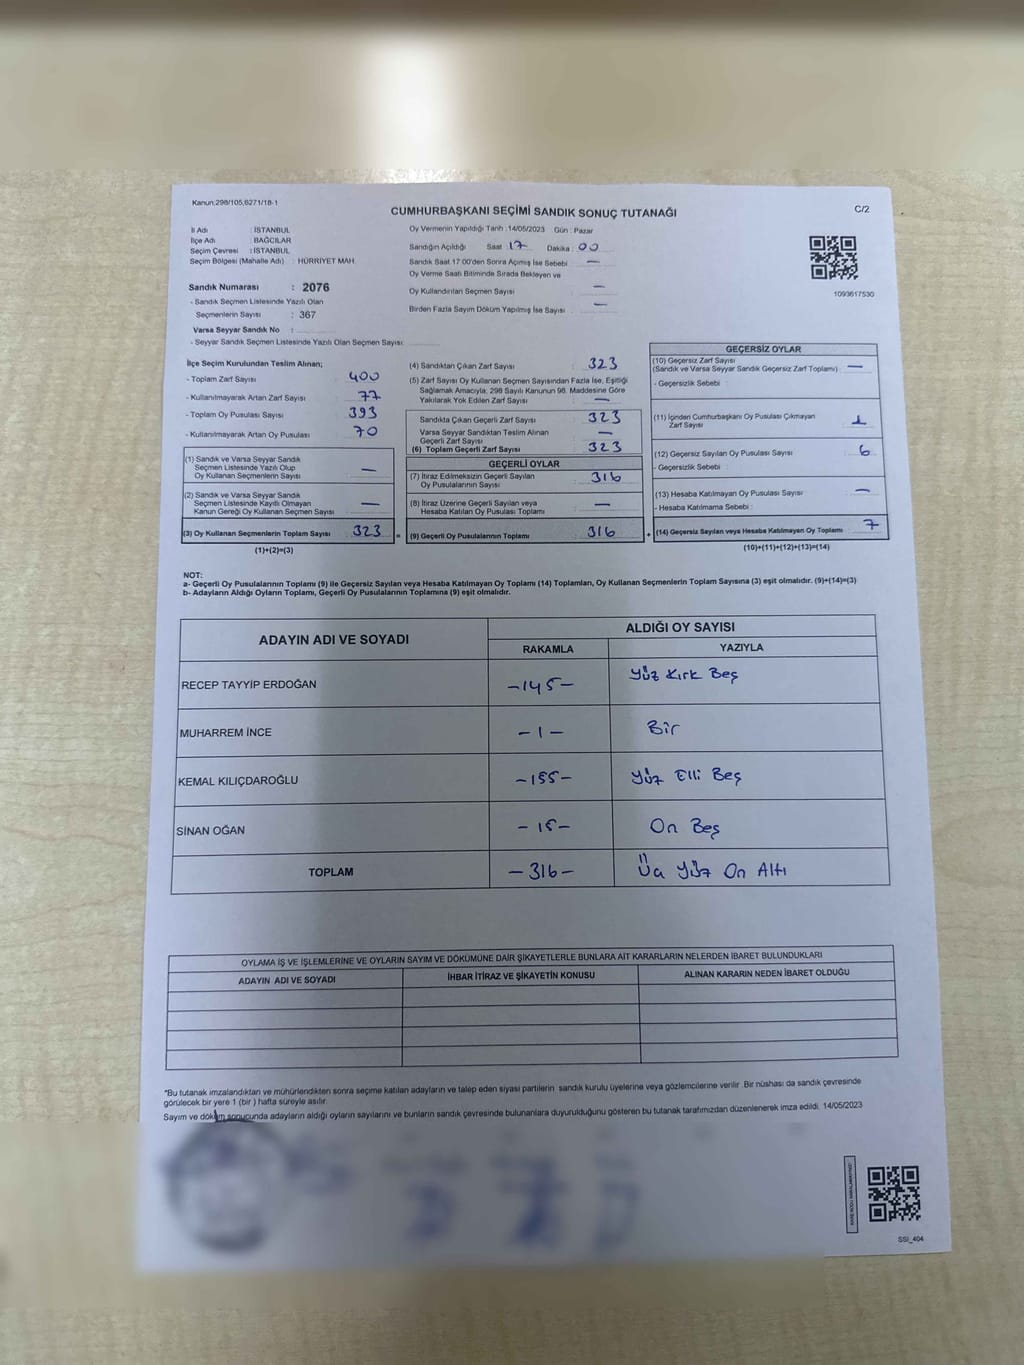 Kanun.298/105,6271/18-1
CUMHURBAŞKANI SEÇİMİ SANDIK SONUÇ TUTANAĞI
C/2
İl Adı : İSTANBUL
İlçe Adı : BAĞCILAR
Seçim Çevresi : İSTANBUL
Seçim Bölgesi (Mahalle Adı) : HÜRRİYET MAH.
Oy Vermenin Yapıldığı Tarih : 14/05/2023 Gün : Pazar
Sandığın Açıldığı Saat 17 Dakika : 00
Sandık Saat 17:00'den Sonra Açılmış İse Sebebi —
Oy Verme Saati Bitiminde Sırada Bekleyen ve
Oy Kullandırılan Seçmen Sayısı —
Birden Fazla Sayım Döküm Yapılmış İse Sayısı —
1093617530
Sandık Numarası : 2076
- Sandık Seçmen Listesinde Yazılı Olan
Seçmenlerin Sayısı : 367
Varsa Seyyar Sandık No :
- Seyyar Sandık Seçmen Listesinde Yazılı Olan Seçmen Sayısı:
İlçe Seçim Kurulundan Teslim Alınan;
- Toplam Zarf Sayısı 400
- Kullanılmayarak Artan Zarf Sayısı 77
- Toplam Oy Pusulası Sayısı 393
- Kullanılmayarak Artan Oy Pusulası 70
(1) Sandık ve Varsa Seyyar Sandık
Seçmen Listesinde Yazılı Olup
Oy Kullanan Seçmenlerin Sayısı —
(2) Sandık ve Varsa Seyyar Sandık
Seçmen Listesinde Kayıtlı Olmayan
Kanun Gereği Oy Kullanan Seçmen Sayısı —
(3) Oy Kullanan Seçmenlerin Toplam Sayısı 323 =
(1)+(2)=(3)
(4) Sandıktan Çıkan Zarf Sayısı : 323
(5) Zarf Sayısı Oy Kullanan Seçmen Sayısından Fazla İse, Eşitliği
Sağlamak Amacıyla, 298 Sayılı Kanunun 98. Maddesine Göre
Yakılarak Yok Edilen Zarf Sayısı : —
Sandıkta Çıkan Geçerli Zarf Sayısı : 323
Varsa Seyyar Sandıktan Teslim Alınan
Geçerli Zarf Sayısı : —
(6) Toplam Geçerli Zarf Sayısı : 323
GEÇERLİ OYLAR
(7) İtiraz Edilmeksizin Geçerli Sayılan
Oy Pusulalarının Sayısı : 316
(8) İtiraz Üzerine Geçerli Sayılan veya
Hesaba Katılan Oy Pusulası Toplamı : —
(9) Geçerli Oy Pusulalarının Toplamı : 316 +
GEÇERSİZ OYLAR
(10) Geçersiz Zarf Sayısı
(Sandık ve Varsa Seyyar Sandık Geçersiz Zarf Toplamı) : —
- Geçersizlik Sebebi :
(11) İçinden Cumhurbaşkanı Oy Pusulası Çıkmayan
Zarf Sayısı : 1
(12) Geçersiz Sayılan Oy Pusulası Sayısı : 6
- Geçersizlik Sebebi :
(13) Hesaba Katılmayan Oy Pusulası Sayısı : —
- Hesaba Katılmama Sebebi :
(14) Geçersiz Sayılan veya Hesaba Katılmayan Oy Toplamı : 7
(10)+(11)+(12)+(13)=(14)
NOT:
a- Geçerli Oy Pusulalarının Toplamı (9) ile Geçersiz Sayılan veya Hesaba Katılmayan Oy Toplamı (14) Toplamları, Oy Kullanan Seçmenlerin Toplam Sayısına (3) eşit olmalıdır. (9)+(14)=(3)
b- Adayların Aldığı Oyların Toplamı, Geçerli Oy Pusulalarının Toplamına (9) eşit olmalıdır.
ADAYIN ADI VE SOYADI
ALDIĞI OY SAYISI
RAKAMLA YAZIYLA
RECEP TAYYİP ERDOĞAN -145- Yüz Kırk Beş
MUHARREM İNCE -1- Bir
KEMAL KILIÇDAROĞLU -155- Yüz Elli Beş
SİNAN OĞAN -15- On Beş
TOPLAM -316- Üç Yüz On Altı
OYLAMA İŞ VE İŞLEMLERİNE VE OYLARIN SAYIM VE DÖKÜMÜNE DAİR ŞİKAYETLERLE BUNLARA AİT KARARLARIN NELERDEN İBARET BULUNDUKLARI
ADAYIN ADI VE SOYADI İHBAR İTİRAZ VE ŞİKAYETİN KONUSU ALINAN KARARIN NEDEN İBARET OLDUĞU
*Bu tutanak imzalandıktan ve mühürlendikten sonra seçime katılan adayların ve talep eden siyasi partilerin sandık kurulu üyelerine veya gözlemcilerine verilir. Bir nüshası da sandık çevresinde
görülecek bir yere 1 (bir ) hafta süreyle asılır.
Sayım ve döküm sonucunda adayların aldığı oyların sayılarını ve bunların sandık çevresinde bulunanlara duyurulduğunu gösteren bu tutanak tarafımızdan düzenlenerek imza edildi. 14/05/2023
SSI_404